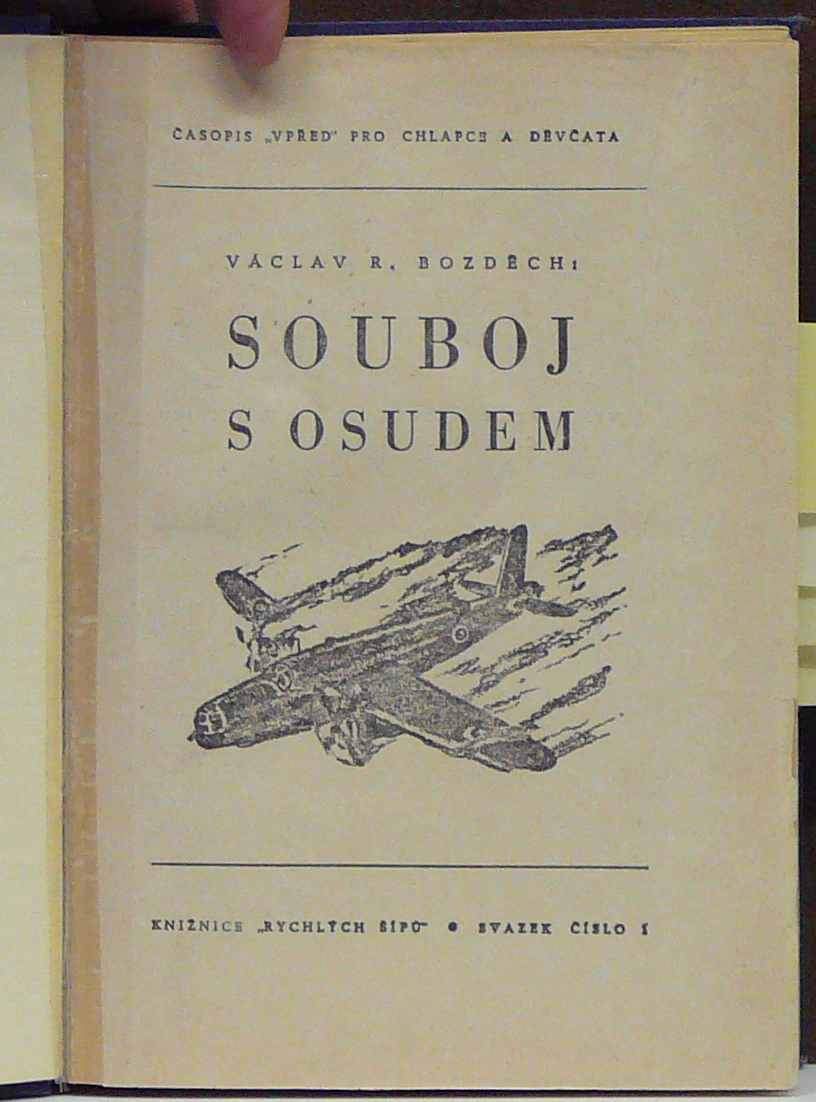 ČASOPIS „VPŘED" PRO CHLAPCE A DĚVČATA
VÁCLAV R. BOZDĚCH:
SOUBOJ
S OSUDEM
KNIŽNICE „RYCHLÝCH ŠÍPŮ" ● SVAZEK ČÍSLO 1